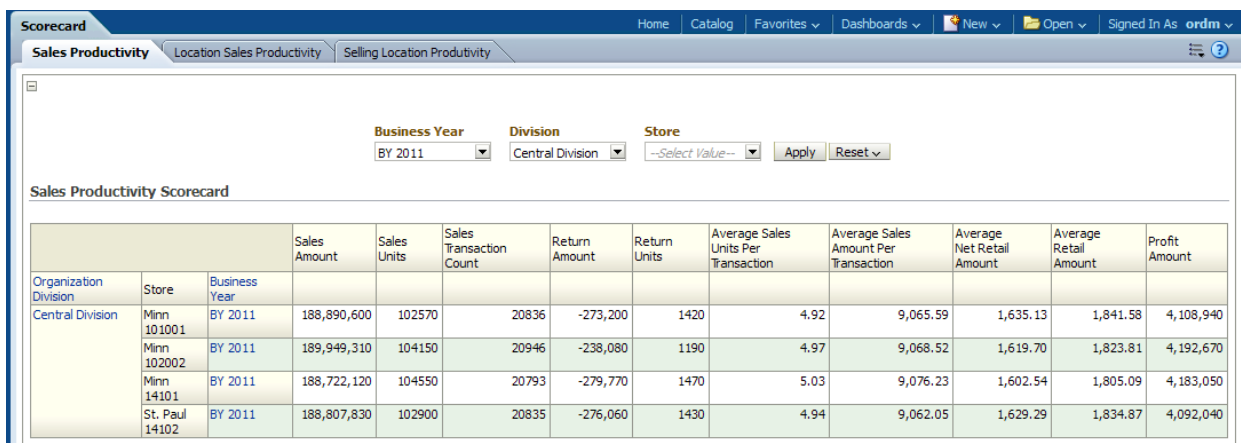 Scorecard
Home Catalog Favorites Dashboards New Open Signed In As ordm
Sales Productivity Location Sales Productivity Selling Location Produtivity
Business Year Division Store
BY 2011 Central Division --Select Value-- Apply Reset
Sales Productivity Scorecard
Sales Amount Sales Units Sales Transaction Count Return Amount Return Units Average Sales Units Per Transaction Average Sales Amount Per Transaction Average Net Retail Amount Average Retail Amount Profit Amount
Organization Division Store Business Year
Central Division Minn 101001 BY 2011 188,890,600 102570 20836 -273,200 1420 4.92 9,065.59 1,635.13 1,841.58 4,108,940
Minn 102002 BY 2011 189,949,310 104150 20946 -238,080 1190 4.97 9,068.52 1,619.70 1,823.81 4,192,670
Minn 14101 BY 2011 188,722,120 104550 20793 -279,770 1470 5.03 9,076.23 1,602.54 1,805.09 4,183,050
St. Paul 14102 BY 2011 188,807,830 102900 20835 -276,060 1430 4.94 9,062.05 1,629.29 1,834.87 4,092,040